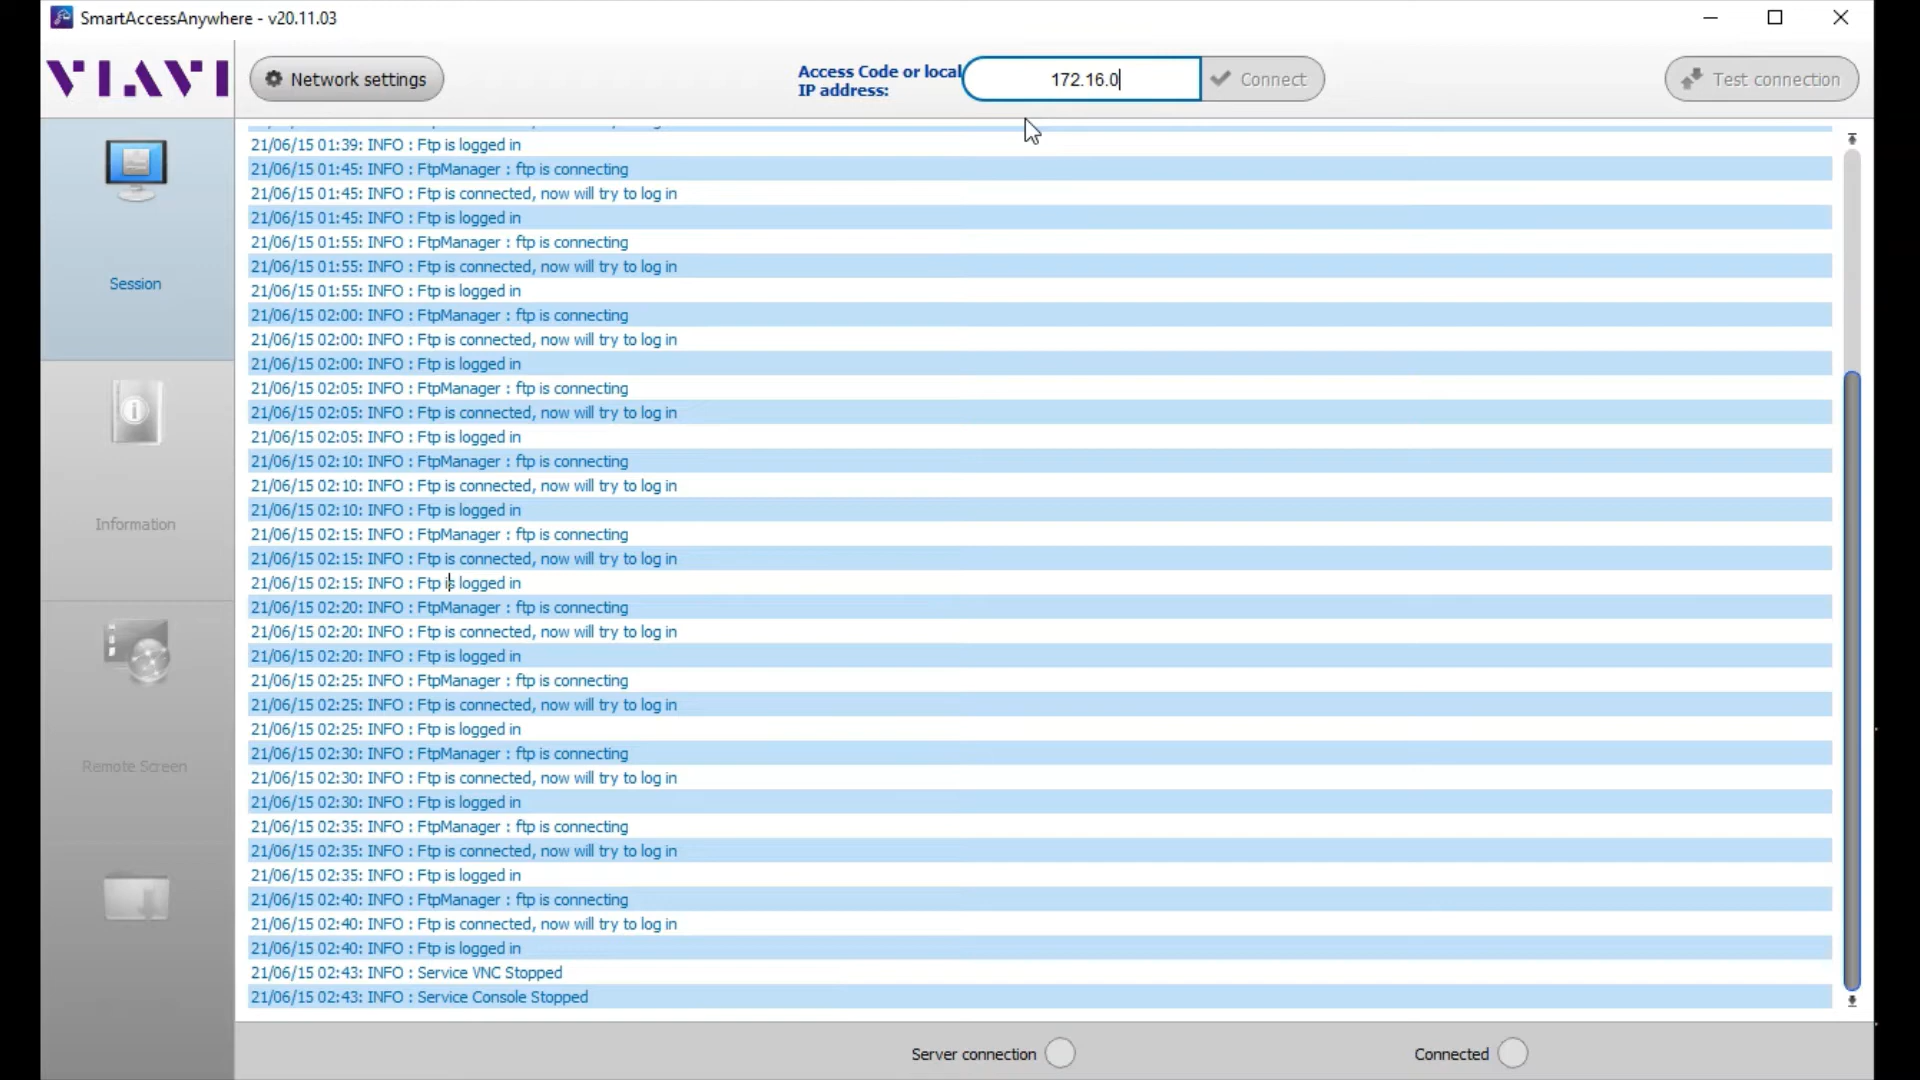 SmartAccessAnywhere - v20.11.03
VIAVI
Network settings
Access Code or local
IP address:
172.16.0
Connect
Test connection
21/06/15 01:39: INFO : Ftp is logged in
21/06/15 01:45: INFO : FtpManager : ftp is connecting
21/06/15 01:45: INFO : Ftp is connected, now will try to log in
21/06/15 01:45: INFO : Ftp is logged in
21/06/15 01:55: INFO : FtpManager : ftp is connecting
21/06/15 01:55: INFO : Ftp is connected, now will try to log in
21/06/15 01:55: INFO : Ftp is logged in
21/06/15 02:00: INFO : FtpManager : ftp is connecting
21/06/15 02:00: INFO : Ftp is connected, now will try to log in
21/06/15 02:00: INFO : Ftp is logged in
21/06/15 02:05: INFO : FtpManager : ftp is connecting
21/06/15 02:05: INFO : Ftp is connected, now will try to log in
21/06/15 02:05: INFO : Ftp is logged in
21/06/15 02:10: INFO : FtpManager : ftp is connecting
21/06/15 02:10: INFO : Ftp is connected, now will try to log in
21/06/15 02:10: INFO : Ftp is logged in
21/06/15 02:15: INFO : FtpManager : ftp is connecting
21/06/15 02:15: INFO : Ftp is connected, now will try to log in
21/06/15 02:15: INFO : Ftp is logged in
21/06/15 02:20: INFO : FtpManager : ftp is connecting
21/06/15 02:20: INFO : Ftp is connected, now will try to log in
21/06/15 02:20: INFO : Ftp is logged in
21/06/15 02:25: INFO : FtpManager : ftp is connecting
21/06/15 02:25: INFO : Ftp is connected, now will try to log in
21/06/15 02:25: INFO : Ftp is logged in
21/06/15 02:30: INFO : FtpManager : ftp is connecting
21/06/15 02:30: INFO : Ftp is connected, now will try to log in
21/06/15 02:30: INFO : Ftp is logged in
21/06/15 02:35: INFO : FtpManager : ftp is connecting
21/06/15 02:35: INFO : Ftp is connected, now will try to log in
21/06/15 02:35: INFO : Ftp is logged in
21/06/15 02:40: INFO : FtpManager : ftp is connecting
21/06/15 02:40: INFO : Ftp is connected, now will try to log in
21/06/15 02:40: INFO : Ftp is logged in
21/06/15 02:43: INFO : Service VNC Stopped
21/06/15 02:43: INFO : Service Console Stopped
Session
Information
Remote Screen
Server connection
Connected